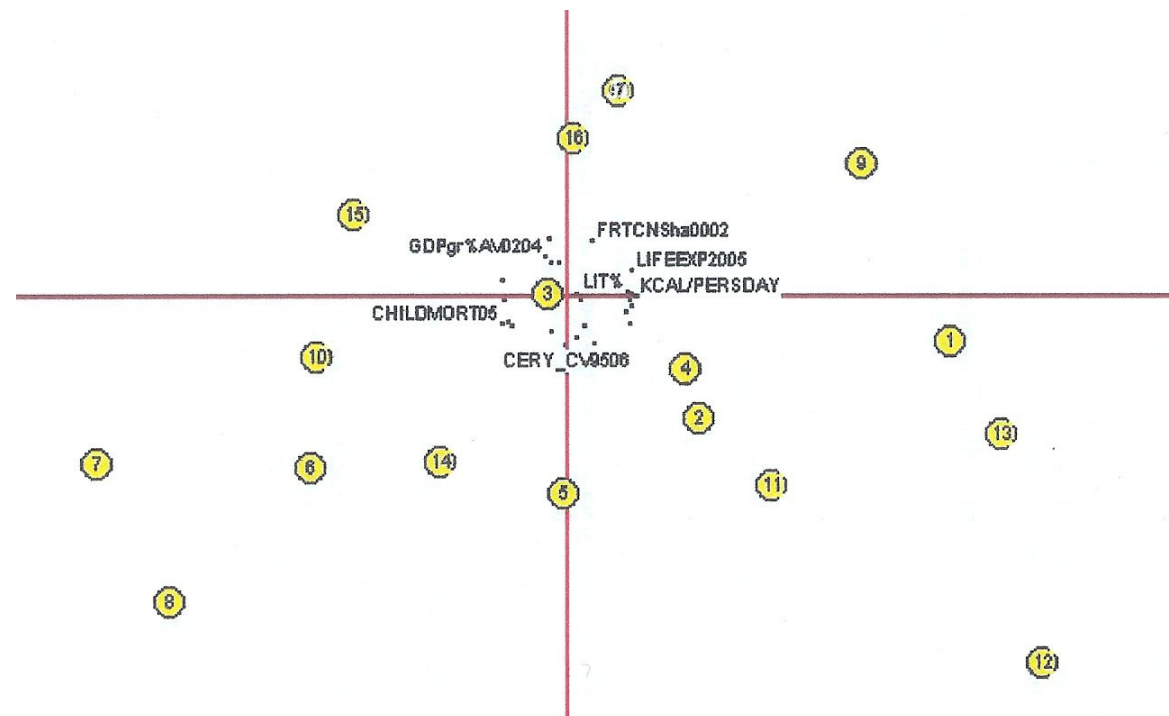 16)
9
15)
FRTCNSha0002
GDPgr%AV0204
LIFEEXP2005
LIT%
KCAL/PERSDAY
3
CHILDMORT05
1
10)
CERY_CV9506
4
2
13)
7
6
14)
11)
5
8
12)